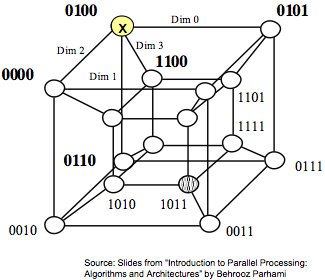 0100
0101
Dim 0
X
Dim 2
Dim 3
1100
0000
Dim 1
1101
1111
0110
0111
1010
1011
0010
0011
Source: Slides from "Introduction to Parallel Processing:
Algorithms and Architectures" by Behrooz Parhami